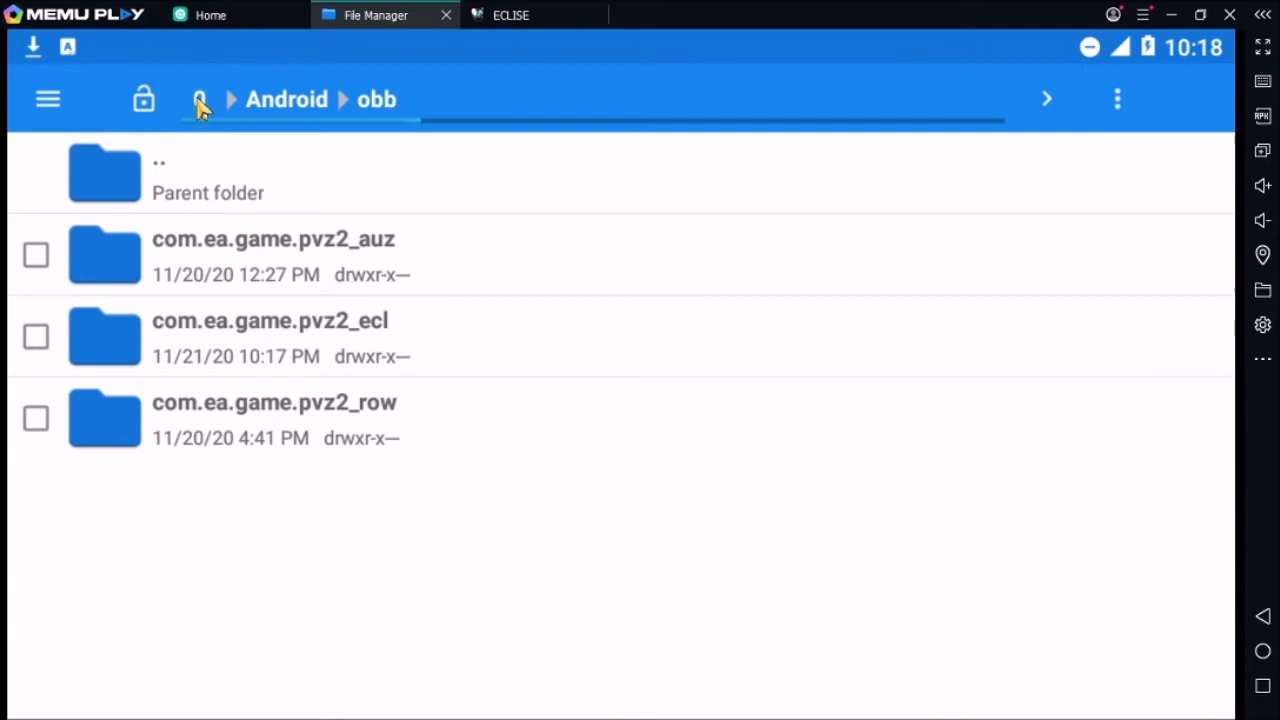 MEMU PLAY
Home
File Manager
ECLISE
10:18
0
Android
obb
..
Parent folder
com.ea.game.pvz2_auz
11/20/20 12:27 PM drwxr-x—
com.ea.game.pvz2_ecl
11/21/20 10:17 PM drwxr-x—
com.ea.game.pvz2_row
11/20/20 4:41 PM drwxr-x—
A
APK